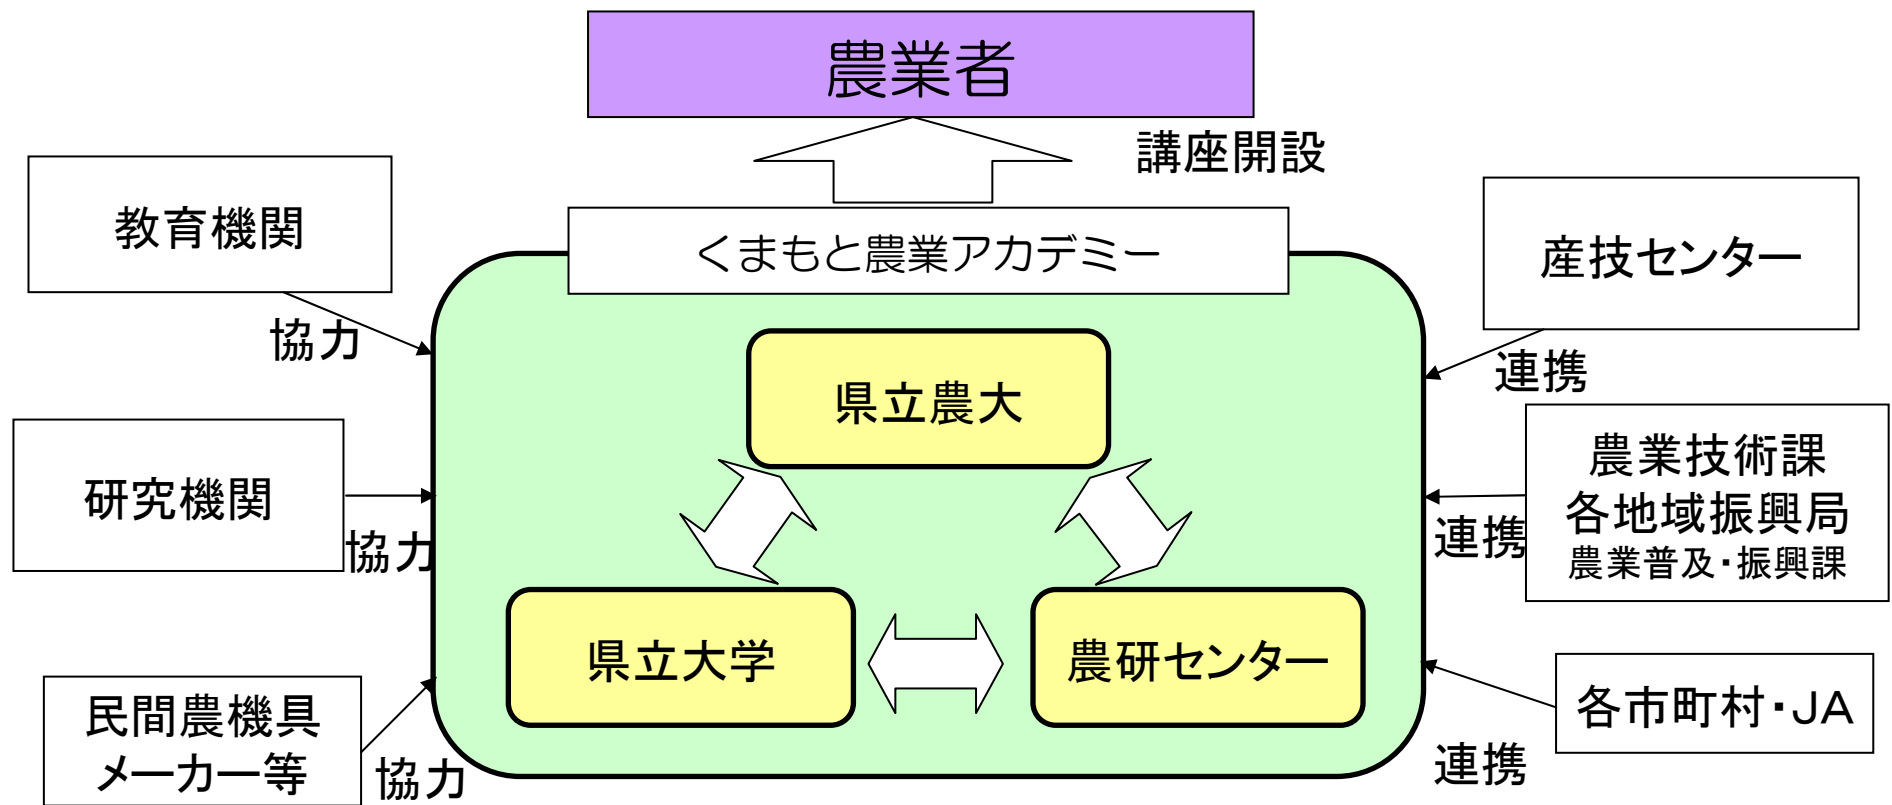 農業者
講座開設
教育機関
くまもと農業アカデミー
産技センター
協力
連携
県立農大
研究機関
農業技術課
各地域振興局
農業普及・振興課
協力
連携
県立大学
農研センター
民間農機具
メーカー等
各市町村・JA
協力
連携